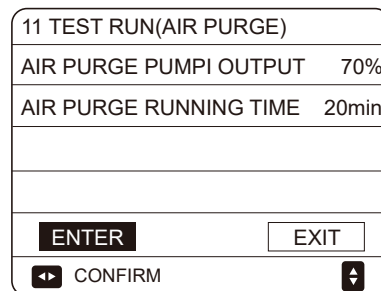 11 TEST RUN(AIR PURGE)
AIR PURGE PUMPI OUTPUT 70%
AIR PURGE RUNNING TIME 20min
ENTER EXIT
CONFIRM